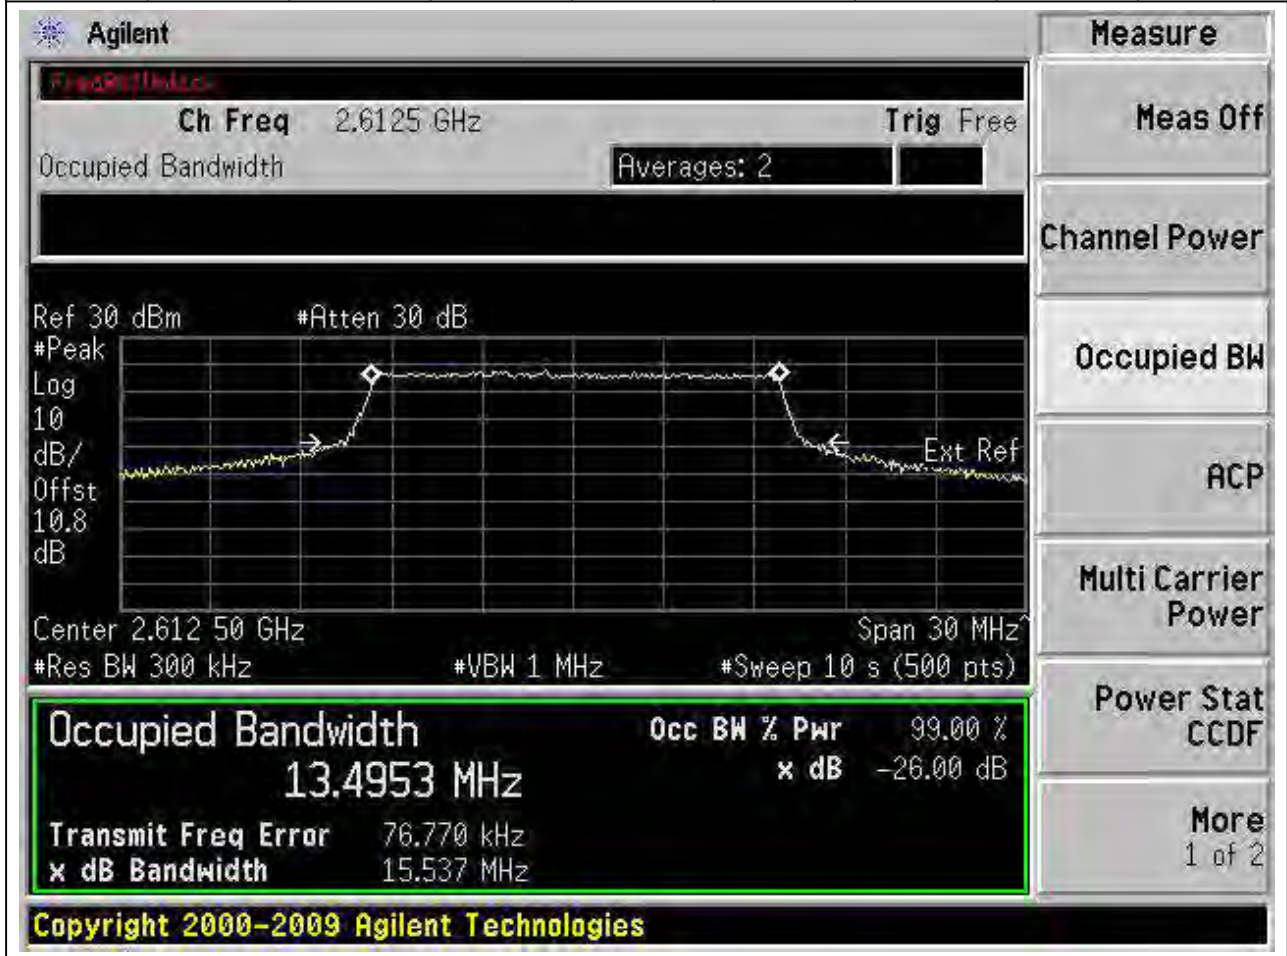 Agilent
Measure
Ch Freq 2.6125 GHz Trig Free
Meas Off
Occupied Bandwidth Averages: 2
Channel Power
Ref 30 dBm #Atten 30 dB
#Peak
Log
10
dB/
Offst
10.8
dB
Ext Ref
Occupied BW
ACP
Center 2.612 50 GHz Span 30 MHz^
#Res BW 300 kHz #VBW 1 MHz #Sweep 10 s (500 pts)
Multi Carrier
Power
Occupied Bandwidth
13.4953 MHz
Occ BW % Pwr 99.00 %
x dB -26.00 dB
Transmit Freq Error 76.770 kHz
x dB Bandwidth 15.537 MHz
Power Stat
CCDF
More
1 of 2
Copyright 2000-2009 Agilent Technologies